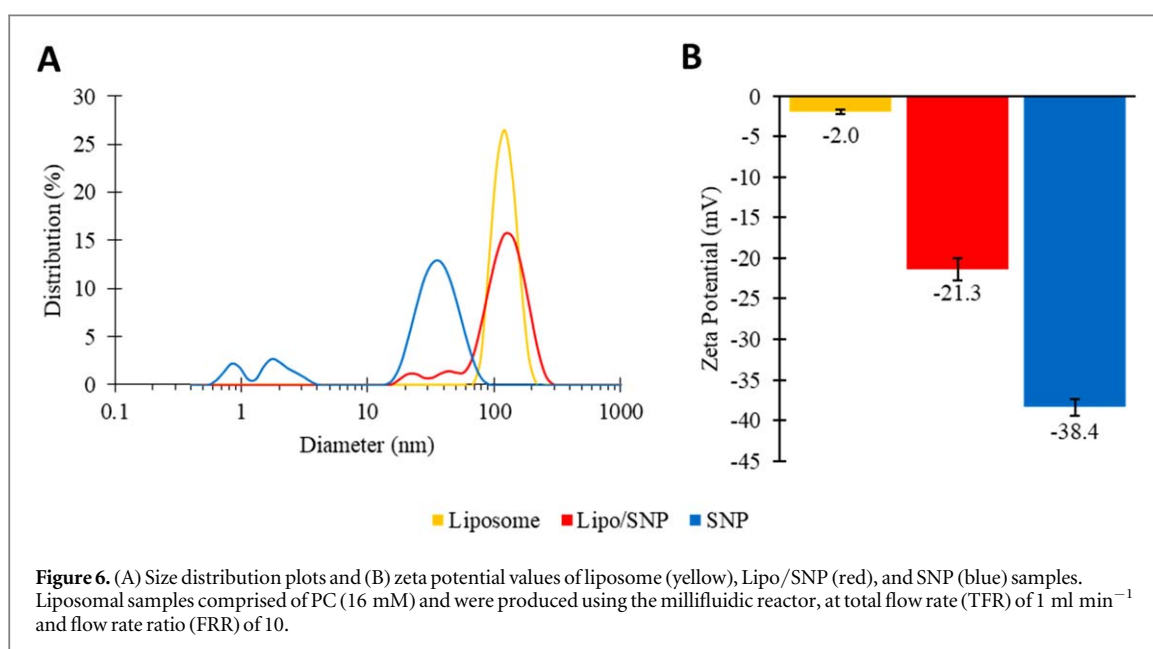 A
B
30
25
20
15
10
5
0
Distribution (%)
0.1 1 10 100 1000
Diameter (nm)
0
-5
-10
-15
-20
-25
-30
-35
-40
-45
Zeta Potential (mV)
-2.0
-21.3
-38.4
Liposome Lipo/SNP SNP
Figure 6. (A) Size distribution plots and (B) zeta potential values of liposome (yellow), Lipo/SNP (red), and SNP (blue) samples.
Liposomal samples comprised of PC (16 mM) and were produced using the millifluidic reactor, at total flow rate (TFR) of 1 ml min⁻¹
and flow rate ratio (FRR) of 10.